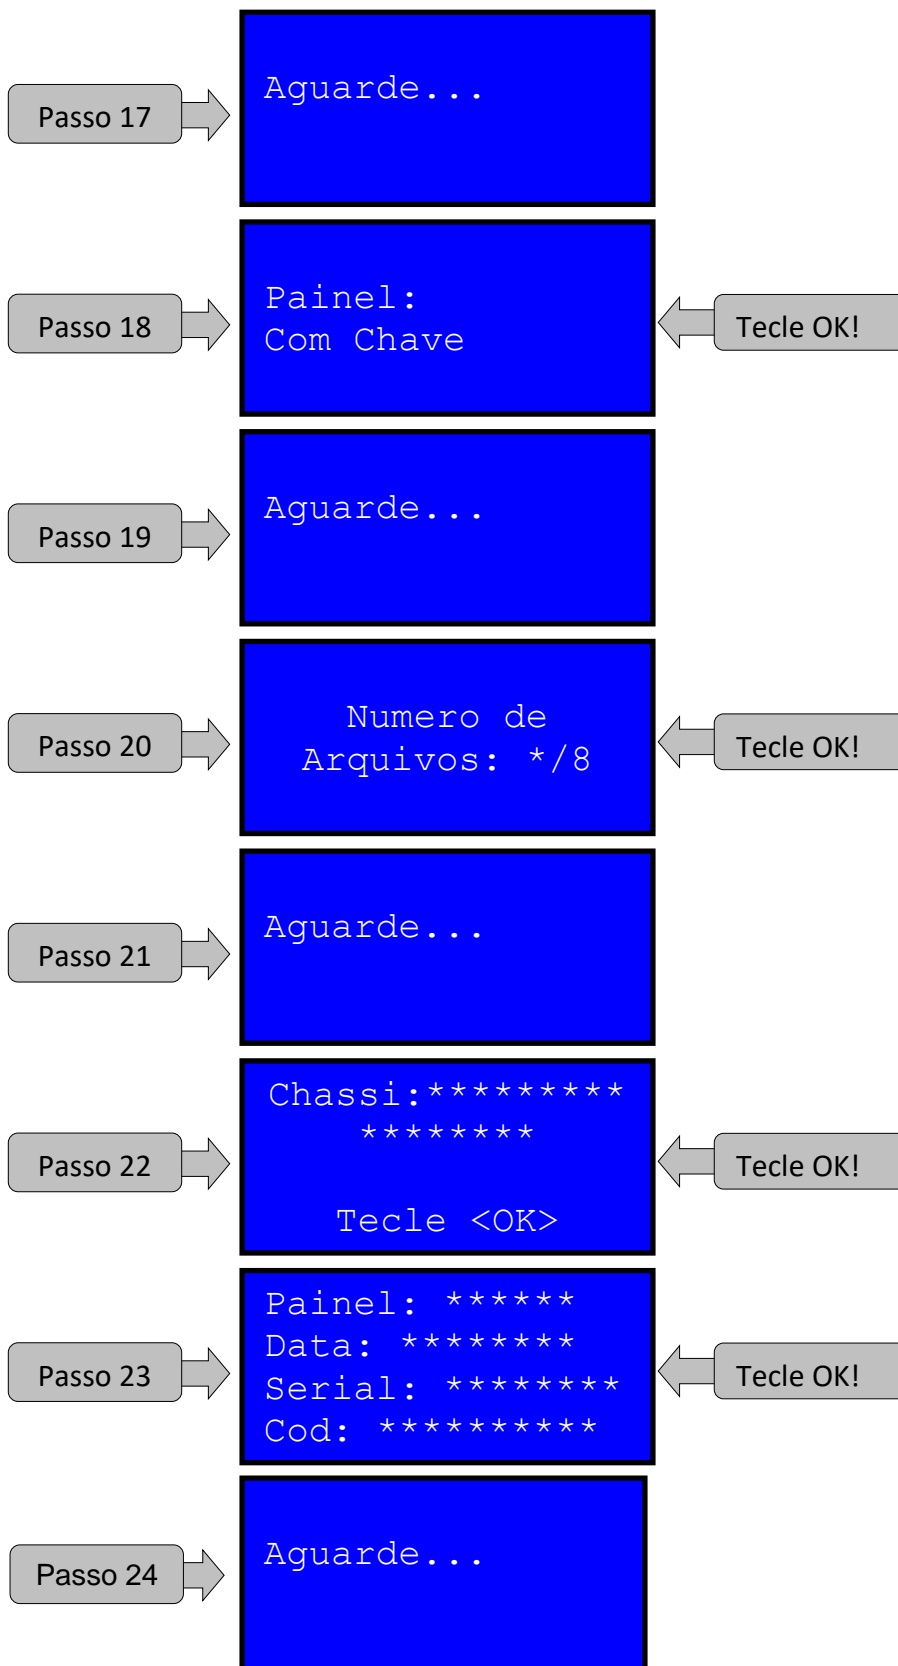 Passo 17
Aguarde...
Passo 18
Painel:
Com Chave
Tecle OK!
Passo 19
Aguarde...
Passo 20
Numero de
Arquivos: */8
Tecle OK!
Passo 21
Aguarde...
Passo 22
Chassi:*********
********
Tecle <OK>
Tecle OK!
Passo 23
Painel: ******
Data: ********
Serial: ********
Cod: **********
Tecle OK!
Passo 24
Aguarde...